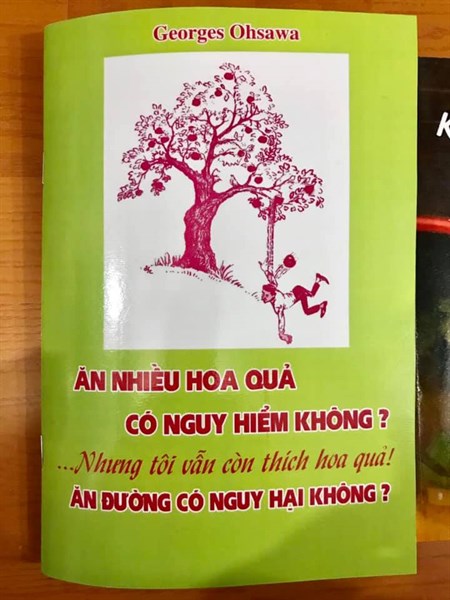 Georges Ohsawa
ĂN NHIỀU HOA QUẢ
CÓ NGUY HIỂM KHÔNG ?
...Nhưng tôi vẫn còn thích hoa quả!
ĂN ĐƯỜNG CÓ NGUY HẠI KHÔNG ?
K